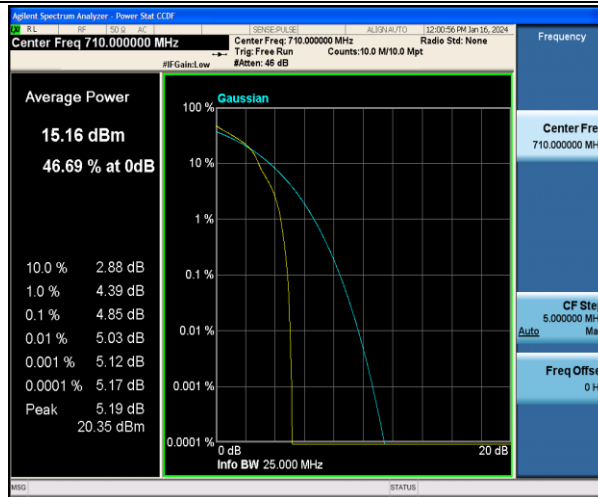 Agilent Spectrum Analyzer - Power Stat CCDF
RL RF 50 Ω AC SENSE:PULSE ALIGN AUTO 12:00:56 PM Jan 16, 2024
Center Freq 710.000000 MHz
Center Freq: 710.000000 MHz Radio Std: None
Trig: Free Run Counts:10.0 M/10.0 Mpt
#IFGain:Low #Atten: 46 dB
Frequency
Average Power
15.16 dBm
46.69 % at 0dB
10.0 % 2.88 dB
1.0 % 4.39 dB
0.1 % 4.85 dB
0.01 % 5.03 dB
0.001 % 5.12 dB
0.0001 % 5.17 dB
Peak 5.19 dB
20.35 dBm
Gaussian
100 %
10 %
1 %
0.1 %
0.01 %
0.001 %
0.0001 %
0 dB 20 dB
Info BW 25.000 MHz
Center Fre
710.000000 MH
CF Ste
5.000000 MH
Auto Ma
Freq Offse
0 H
MSG STATUS